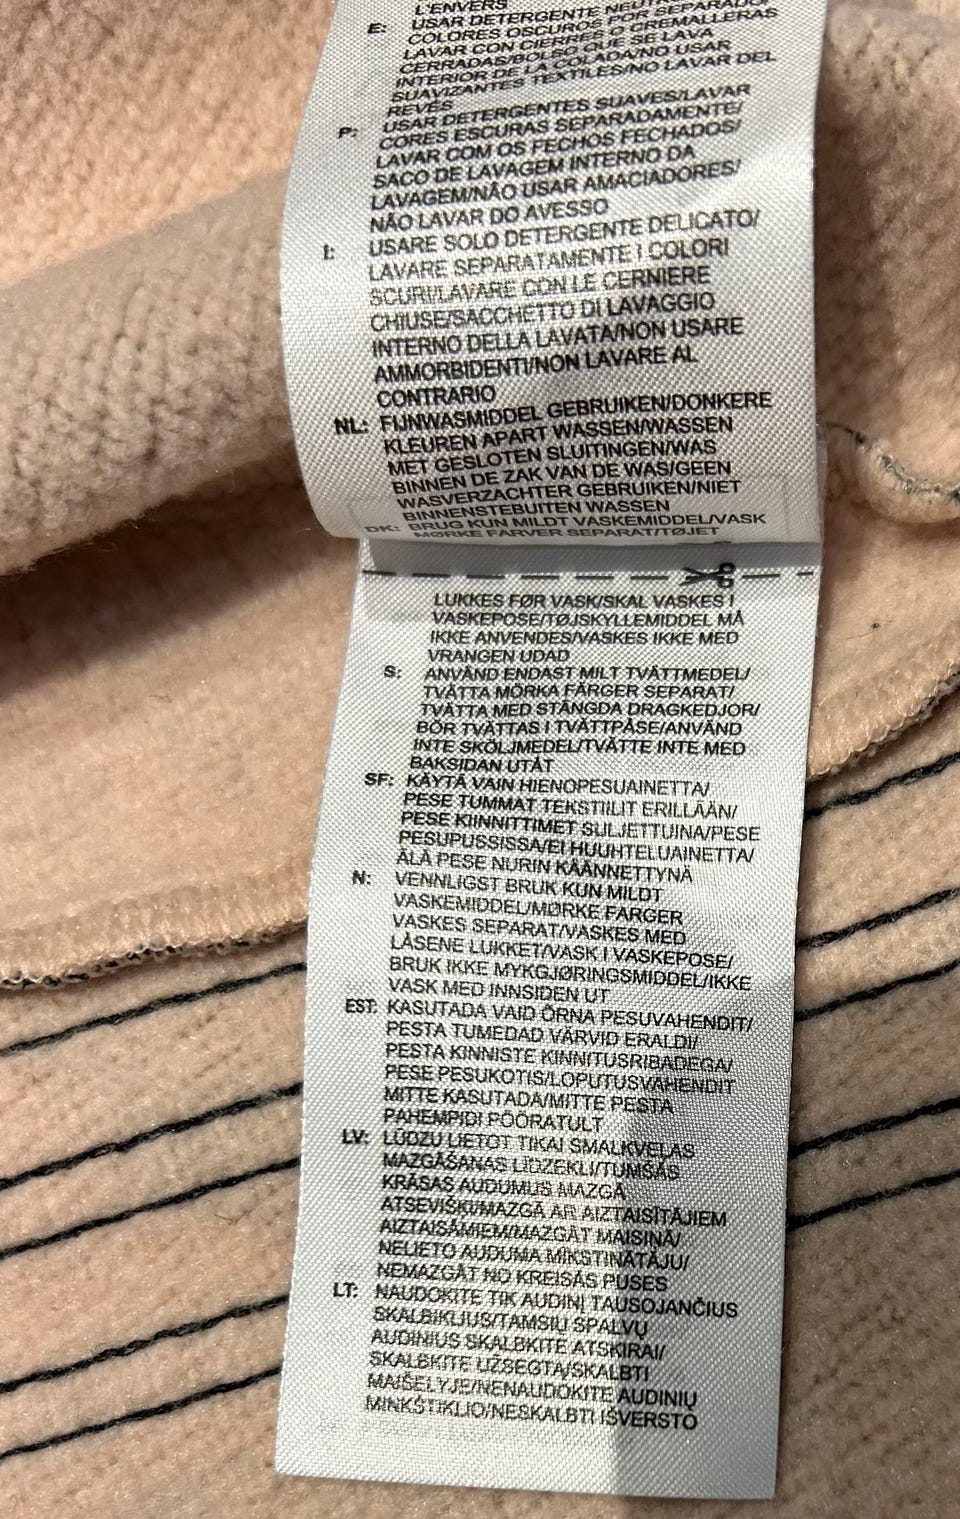 L'ENVERS
E: USAR DETERGENTE NEUTRO/
COLORES OSCUROS POR SEPARADO/
LAVAR CON CIERRES O CREMALLERAS
CERRADAS/BOLSO QUE SE LAVA
INTERIOR DE LA COLADA/NO USAR
SUAVIZANTES TEXTILES/NO LAVAR DEL
REVÉS
P: USAR DETERGENTES SUAVES/LAVAR
CORES ESCURAS SEPARADAMENTE/
LAVAR COM OS FECHOS FECHADOS/
SACO DE LAVAGEM INTERNO DA
LAVAGEM/NÃO USAR AMACIADORES/
NÃO LAVAR DO AVESSO
I: USARE SOLO DETERGENTE DELICATO/
LAVARE SEPARATAMENTE I COLORI
SCURI/LAVARE CON LE CERNIERE
CHIUSE/SACCHETTO DI LAVAGGIO
INTERNO DELLA LAVATA/NON USARE
AMMORBIDENTI/NON LAVARE AL
CONTRARIO
NL: FIJNWASMIDDEL GEBRUIKEN/DONKERE
KLEUREN APART WASSEN/WASSEN
MET GESLOTEN SLUITINGEN/WAS
BINNEN DE ZAK VAN DE WAS/GEEN
WASVERZACHTER GEBRUIKEN/NIET
BINNENSTEBUITEN WASSEN
DK: BRUG KUN MILDT VASKEMIDDEL/VASK
MØRKE FARVER SEPARAT/TØJET
LUKKES FØR VASK/SKAL VASKES I
VASKEPOSE/TØJSKYLLEMIDDEL MÅ
IKKE ANVENDES/VASKES IKKE MED
VRANGEN UDAD
S: ANVÄND ENDAST MILT TVÄTTMEDEL/
TVÄTTA MÖRKA FÄRGER SEPARAT/
TVÄTTA MED STÄNGDA DRAGKEDJOR/
BÖR TVÄTTAS I TVÄTTPÅSE/ANVÄND
INTE SKÖLJMEDEL/TVÄTTE INTE MED
BAKSIDAN UTÅT
SF: KÄYTÄ VAIN HIENOPESUAINETTA/
PESE TUMMAT TEKSTIILIT ERILLÄÄN/
PESE KIINNITTIMET SULJETTUINA/PESE
PESUPUSSISSA/EI HUUHTELUAINETTA/
ÄLÄ PESE NURIN KÄÄNNETTYNÄ
N: VENNLIGST BRUK KUN MILDT
VASKEMIDDEL/MØRKE FARGER
VASKES SEPARAT/VASKES MED
LÅSENE LUKKET/VASK I VASKEPOSE/
BRUK IKKE MYKGJØRINGSMIDDEL/IKKE
VASK MED INNSIDEN UT
EST: KASUTADA VAID ÕRNA PESUVAHENDIT/
PESTA TUMEDAD VÄRVID ERALDI/
PESTA KINNISTE KINNITUSRIBADEGA/
PESE PESUKOTIS/LOPUTUSVAHENDIT
MITTE KASUTADA/MITTE PESTA
PAHEMPIDI PÖÖRATULT
LV: LŪDZU LIETOT TIKAI SMALKVEĻAS
MAZGĀŠANAS LĪDZEKLI/TUMŠĀS
KRĀSAS AUDUMUS MAZGĀ
ATSEVIŠĶI/MAZGĀ AR AIZTAISĪTĀJIEM
AIZTAISĀMIEM/MAZGĀT MAISIŅĀ/
NELIETO AUDUMA MĪKSTINĀTĀJU/
NEMAZGĀT NO KREISĀS PUSES
LT: NAUDOKITE TIK AUDINĮ TAUSOJANČIUS
SKALBIKLIUS/TAMSIŲ SPALVŲ
AUDINIUS SKALBKITE ATSKIRAI/
SKALBKITE UŽSEGTA/SKALBTI
MAIŠELYJE/NENAUDOKITE AUDINIŲ
MINKŠTIKLIO/NESKALBTI IŠVERSTO